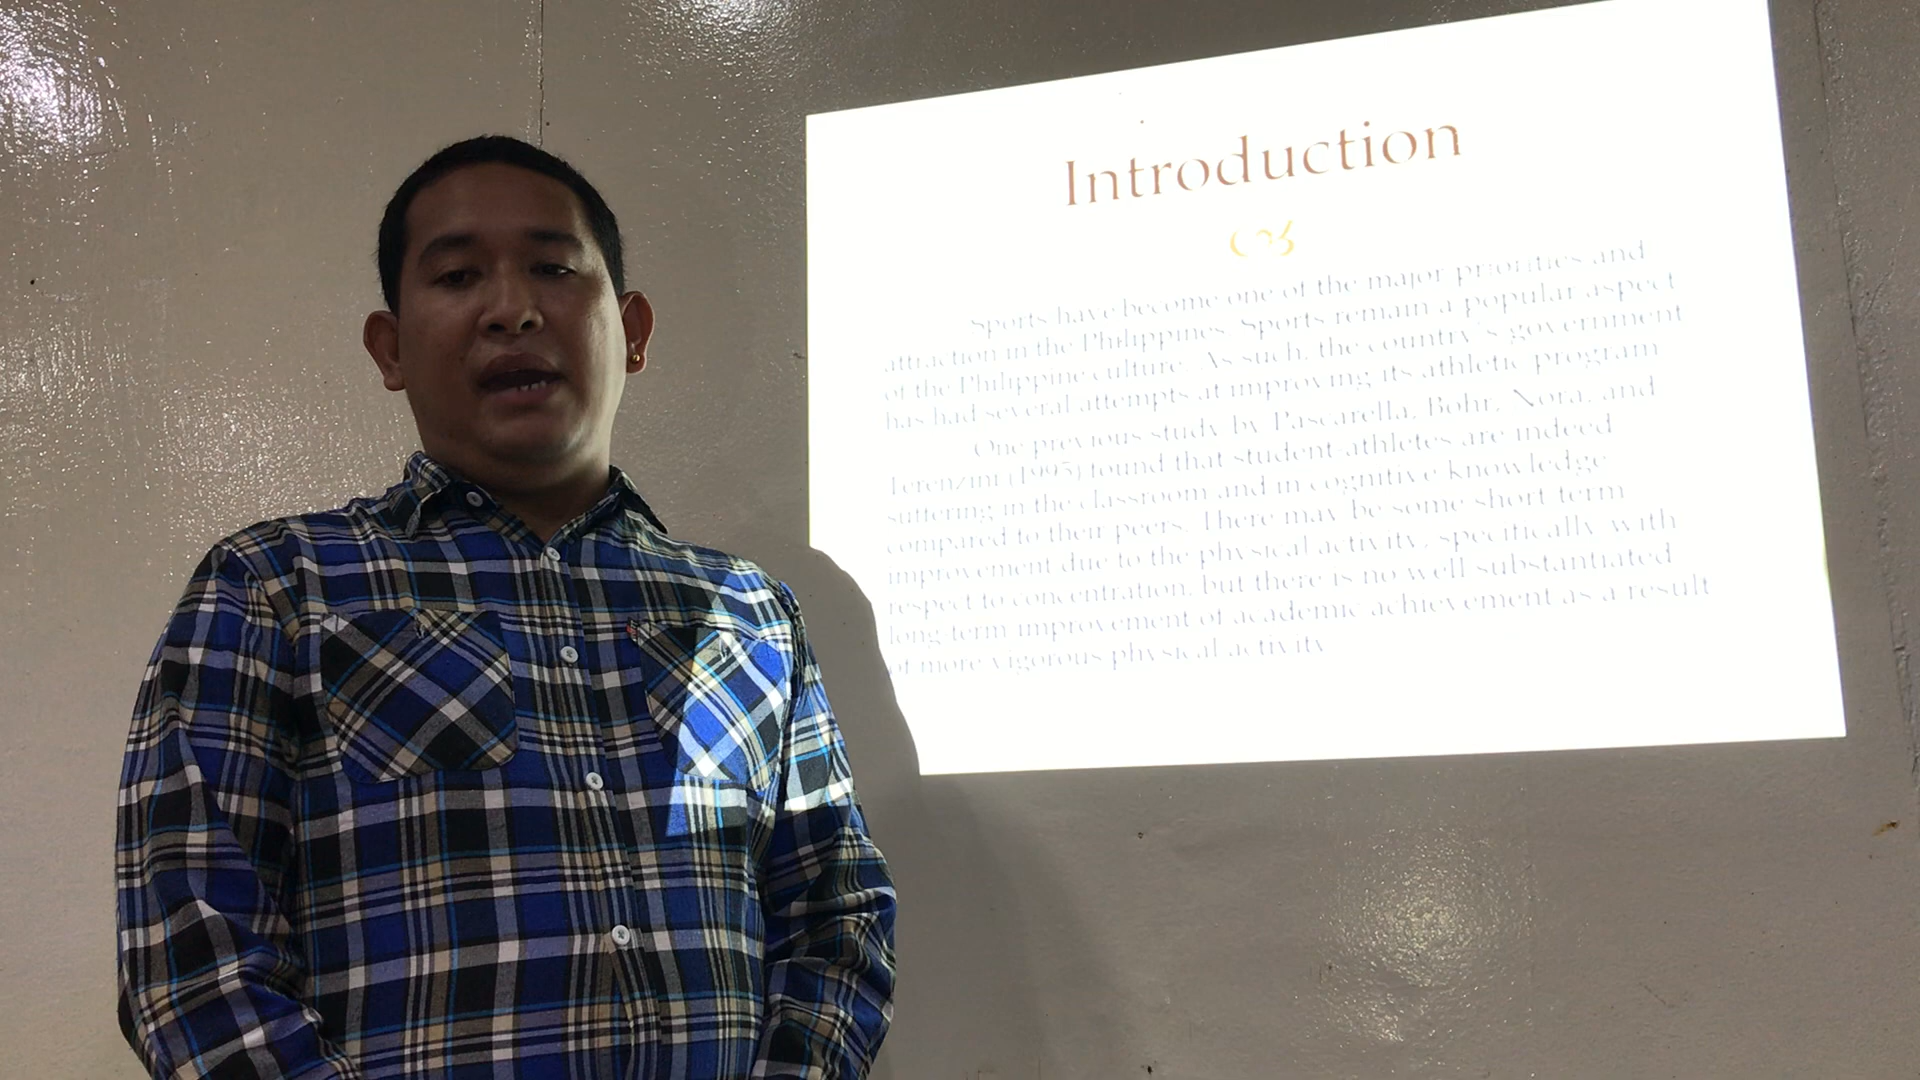 Introduction
Sports have become one of the major priorities and
attraction in the Philippines. Sports remain a popular aspect
of the Philippine culture. As such, the country's government
has had several attempts at improving its athletic program
One previous study by Pascarella, Bohr, Nora, and
Terenzini (1995) found that student-athletes are indeed
suffering in the classroom and in cognitive knowledge
compared to their peers. There may be some short term
improvement due to the physical activity, specifically with
respect to concentration, but there is no well substantiated
long-term improvement of academic achievement as a result
of more vigorous physical activity